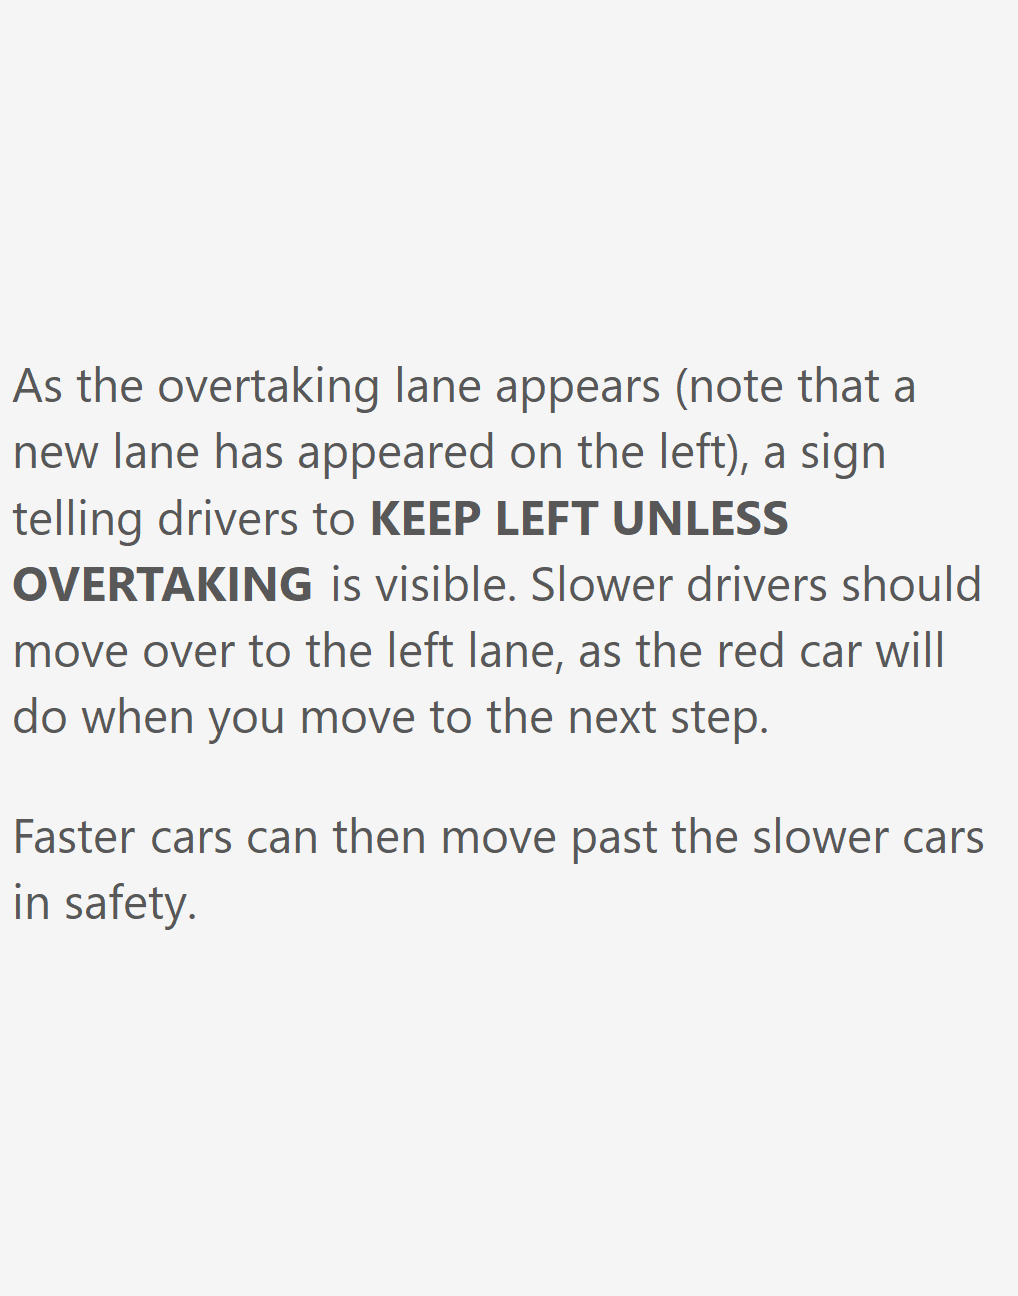 As the overtaking lane appears (note that a
new lane has appeared on the left), a sign
telling drivers to KEEP LEFT UNLESS
OVERTAKING is visible. Slower drivers should
move over to the left lane, as the red car will
do when you move to the next step.
Faster cars can then move past the slower cars
in safety.